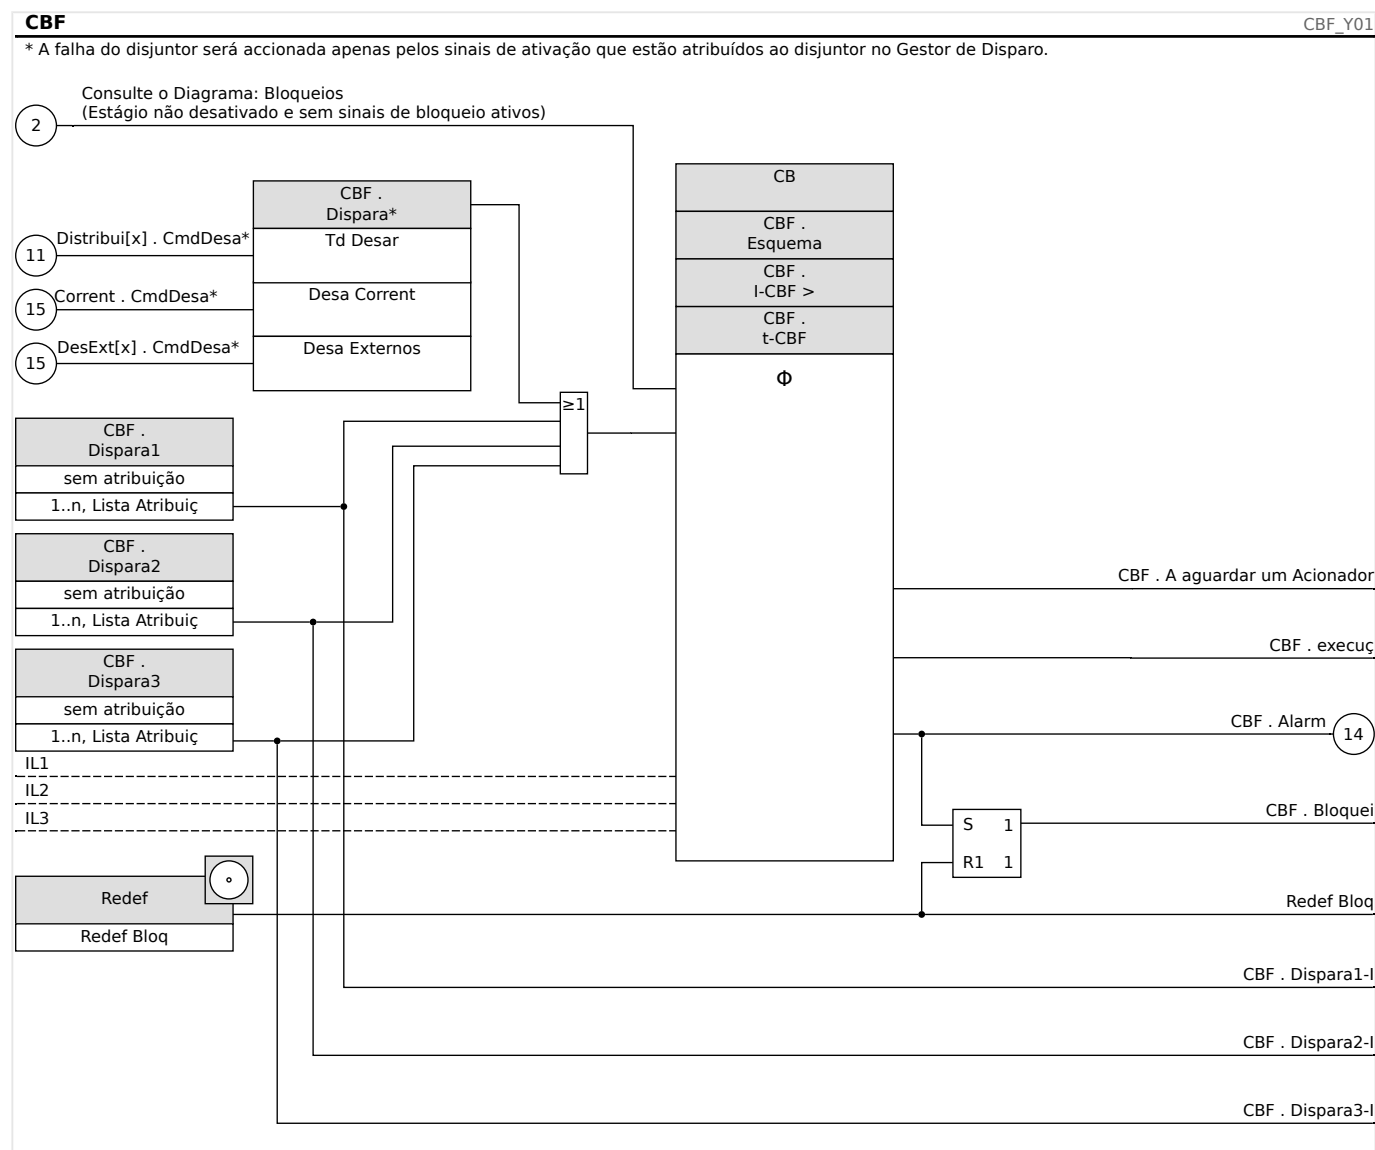 CBF
CBF_Y01
* A falha do disjuntor será accionada apenas pelos sinais de ativação que estão atribuídos ao disjuntor no Gestor de Disparo.
Consulte o Diagrama: Bloqueios
(Estágio não desativado e sem sinais de bloqueio ativos)
2
CBF .
Dispara*
Td Desar
Desa Corrent
Desa Externos
Distribui[x] . CmdDesa*
11
Corrent . CmdDesa*
15
DesExt[x] . CmdDesa*
15
CB
CBF .
Esquema
CBF .
I-CBF >
CBF .
t-CBF
Φ
≥1
CBF .
Dispara1
sem atribuição
1..n, Lista Atribuiç
CBF .
Dispara2
sem atribuição
1..n, Lista Atribuiç
CBF .
Dispara3
sem atribuição
1..n, Lista Atribuiç
IL1
IL2
IL3
CBF . A aguardar um Acionador
CBF . execuç
CBF . Alarm
14
S 1
R1 1
CBF . Bloquei
Redef
Redef Bloq
Redef Bloq
CBF . Dispara1-I
CBF . Dispara2-I
CBF . Dispara3-I